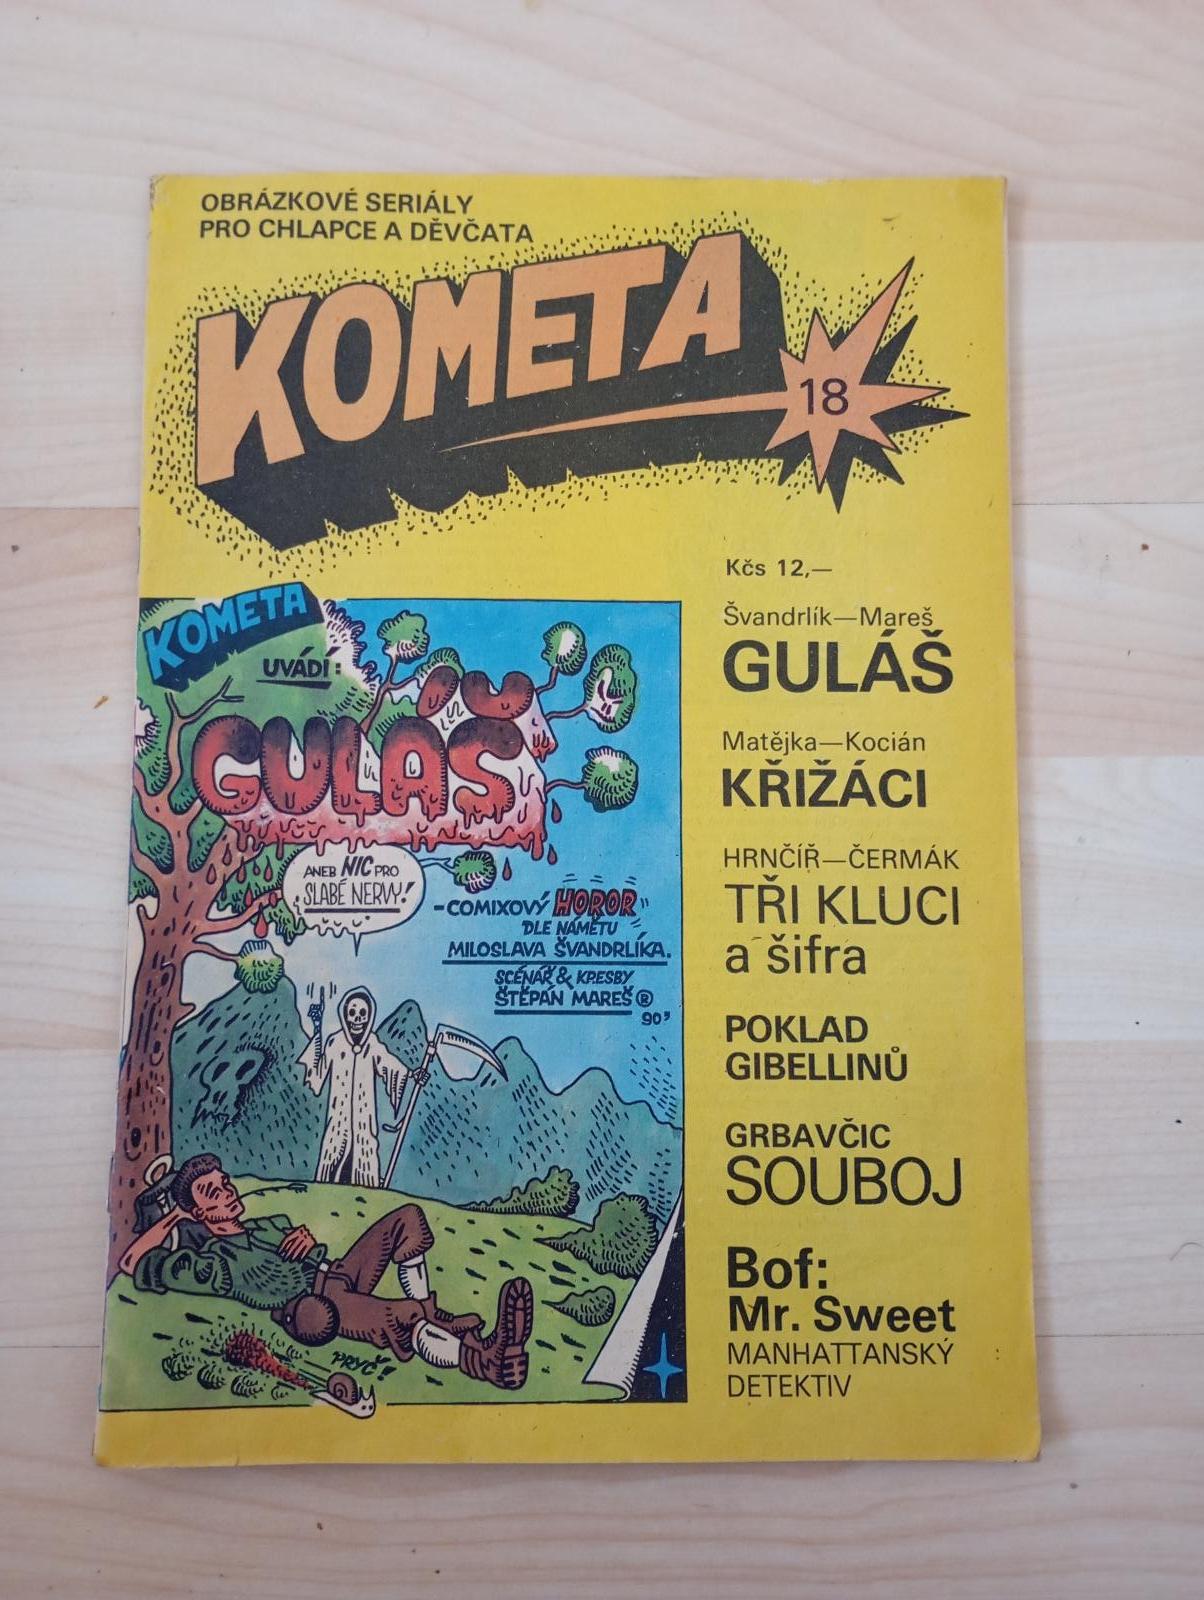 OBRÁZKOVÉ SERIÁLY
PRO CHLAPCE A DĚVČATA
KOMETA
18
Kčs 12,—
Švandrlík—Mareš
GULÁŠ
Matějka—Kocián
KŘIŽÁCI
HRNČÍŘ—ČERMÁK
TŘI KLUCI
a šifra
POKLAD
GIBELLINŮ
GRBAVČIC
SOUBOJ
Bof:
Mr. Sweet
MANHATTANSKÝ
DETEKTIV
KOMETA
UVÁDÍ:
GULÁŠ
ANEB NIC PRO
SLABÉ NERVY!
-COMIXOVÝ HOROR"
DLE NÁMĚTU
MILOSLAVA ŠVANDRLÍKA.
SCÉNÁŘ & KRESBY
ŠTĚPÁN MAREŠ ®
90'
PRYČ!